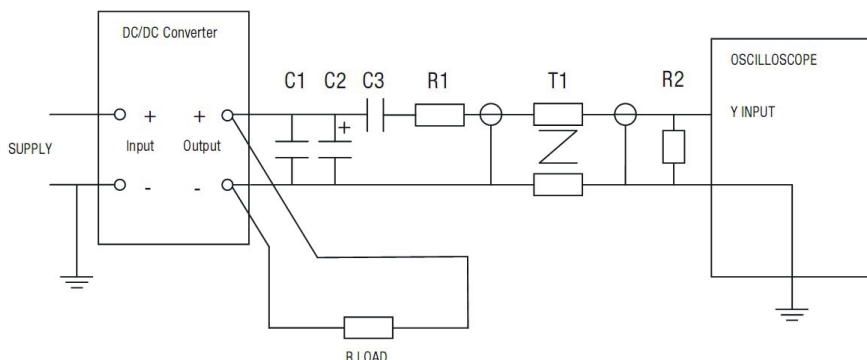 DC/DC Converter
C1 C2 C3 R1 T1 R2
OSCILLOSCOPE
+ + +
Y INPUT
SUPPLY
Input Output
- -
R LOAD